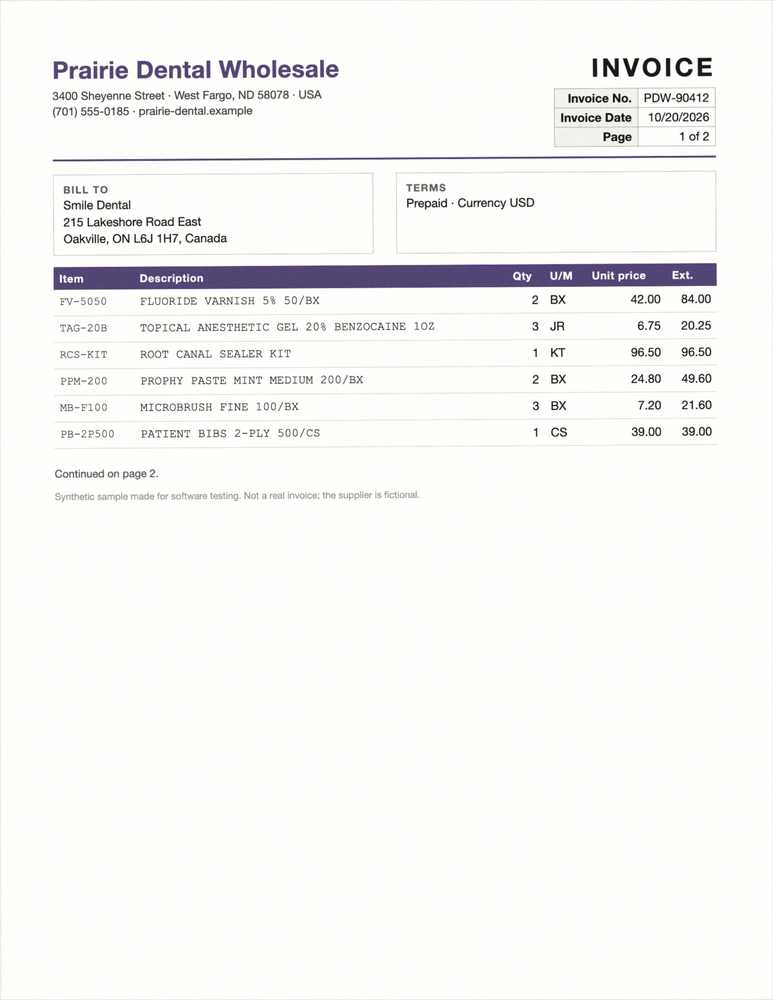 Prairie Dental Wholesale
3400 Sheyenne Street · West Fargo, ND 58078 · USA
(701) 555-0185 · prairie-dental.example
INVOICE
Invoice No. PDW-90412
Invoice Date 10/20/2026
Page 1 of 2
BILL TO
Smile Dental
215 Lakeshore Road East
Oakville, ON L6J 1H7, Canada
TERMS
Prepaid · Currency USD
Item Description Qty U/M Unit price Ext.
FV-5050 FLUORIDE VARNISH 5% 50/BX 2 BX 42.00 84.00
TAG-20B TOPICAL ANESTHETIC GEL 20% BENZOCAINE 1OZ 3 JR 6.75 20.25
RCS-KIT ROOT CANAL SEALER KIT 1 KT 96.50 96.50
PPM-200 PROPHY PASTE MINT MEDIUM 200/BX 2 BX 24.80 49.60
MB-F100 MICROBRUSH FINE 100/BX 3 BX 7.20 21.60
PB-2P500 PATIENT BIBS 2-PLY 500/CS 1 CS 39.00 39.00
Continued on page 2.
Synthetic sample made for software testing. Not a real invoice; the supplier is fictional.